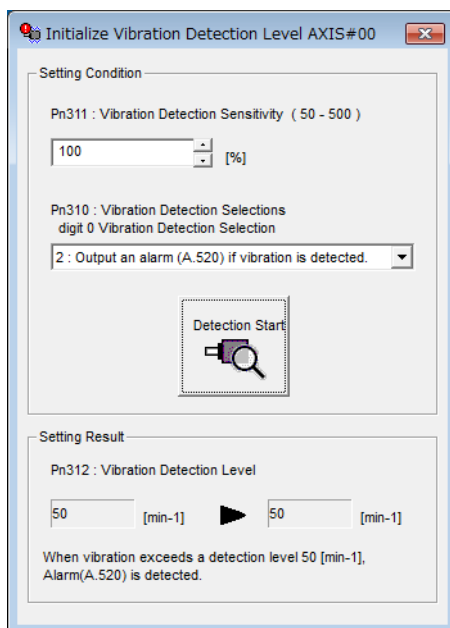 Initialize Vibration Detection Level AXIS#00
Setting Condition
Pn311 : Vibration Detection Sensitivity ( 50 - 500 )
100 [%]
Pn310 : Vibration Detection Selections
digit 0 Vibration Detection Selection
2 : Output an alarm (A.520) if vibration is detected.
Detection Start
Setting Result
Pn312 : Vibration Detection Level
50 [min-1] 50 [min-1]
When vibration exceeds a detection level 50 [min-1],
Alarm(A.520) is detected.